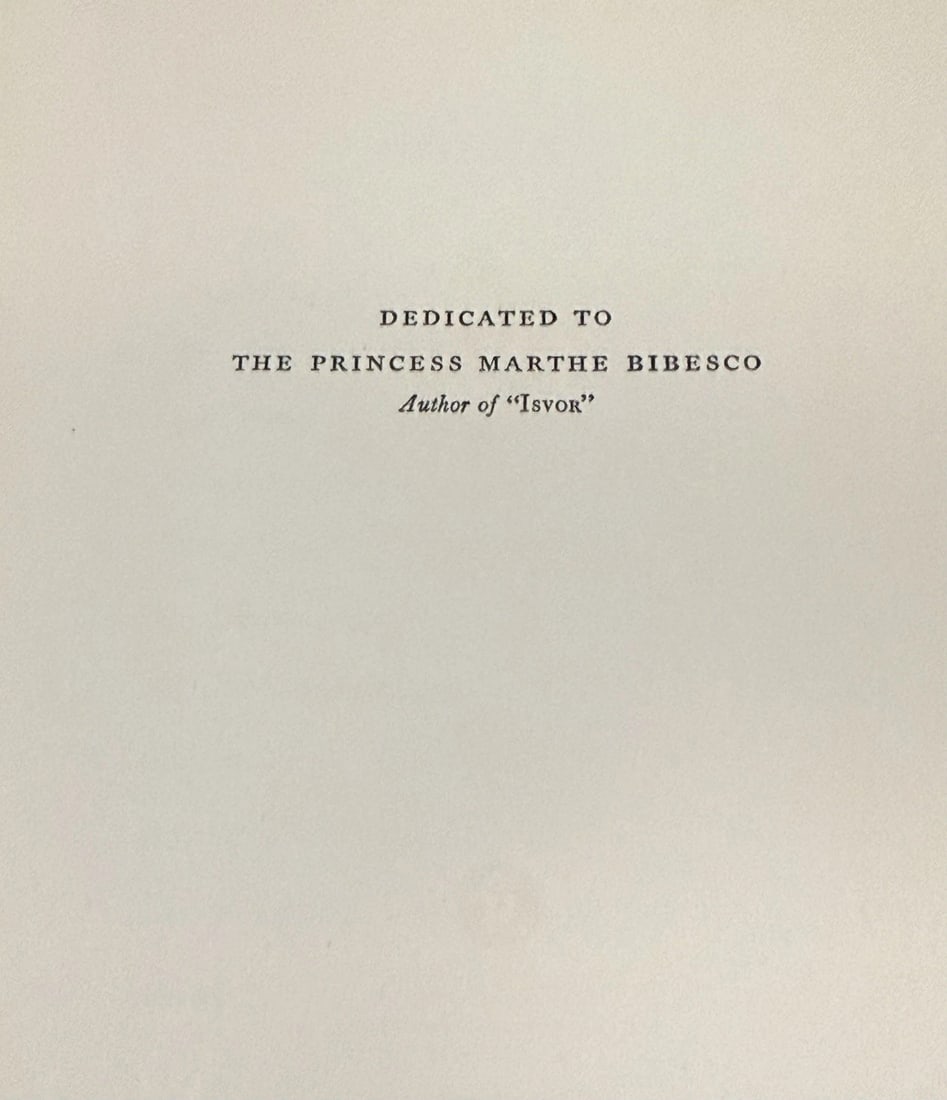 DEDICATED TO
THE PRINCESS MARTHE BIBESCO
Author of “ISVOR”